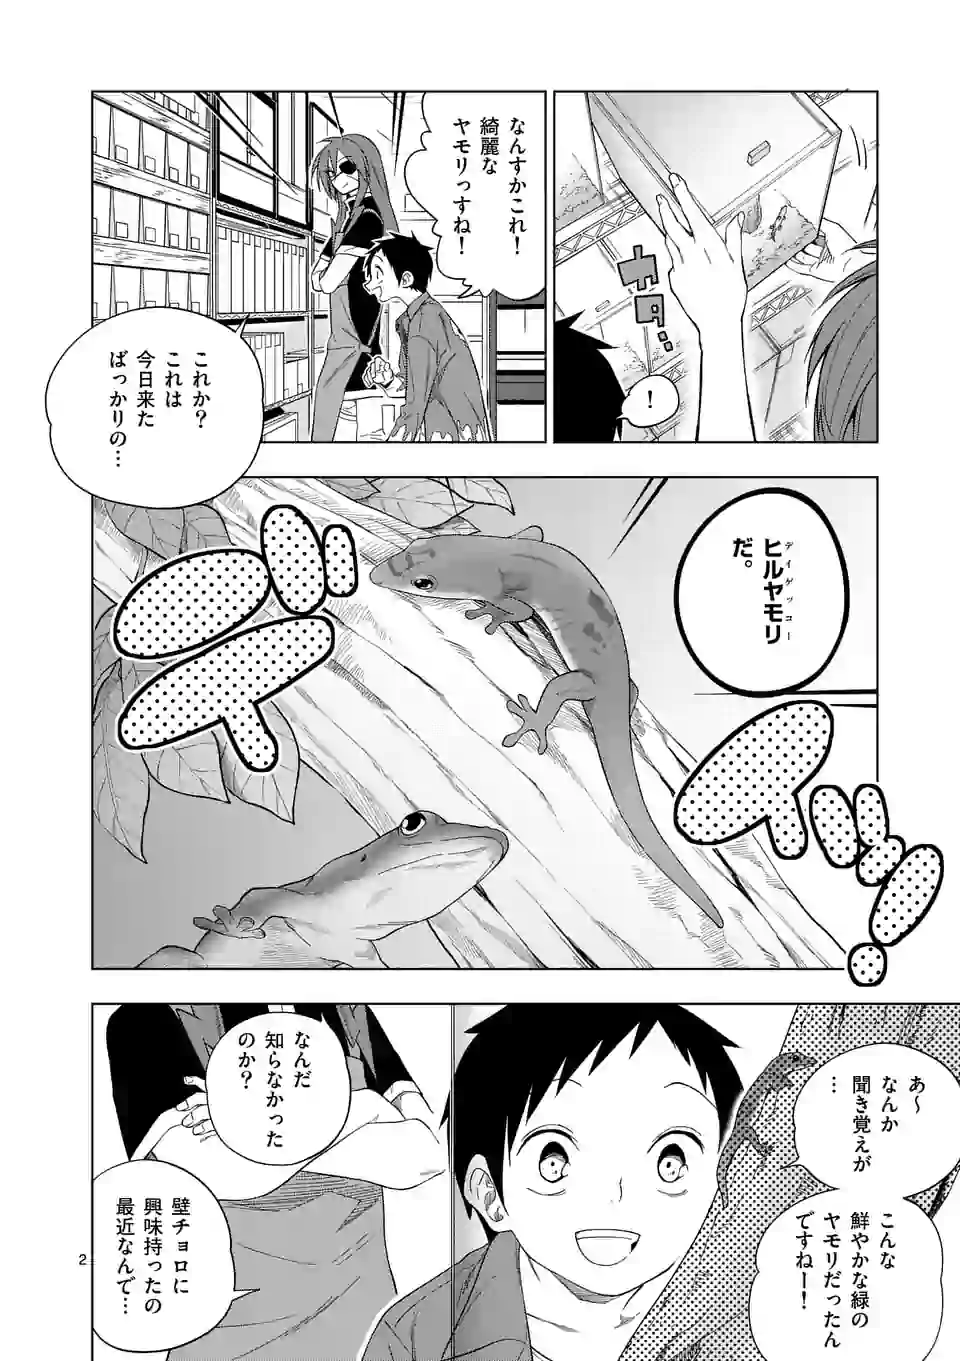 ガタ…
！
なんすかこれ！
綺麗な
ヤモリっすね！
これか？
これは
今日来た
ばっかりの…
ヒルヤモリ
デイゲッコー
だ。
デイッ
デイッ！
あ〜
なんか
聞き覚えが
…
こんな
鮮やかな緑の
ヤモリだったん
ですねー！
なんだ
知らなかった
のか？
壁チョロに
興味持ったの
最近なんで…
2